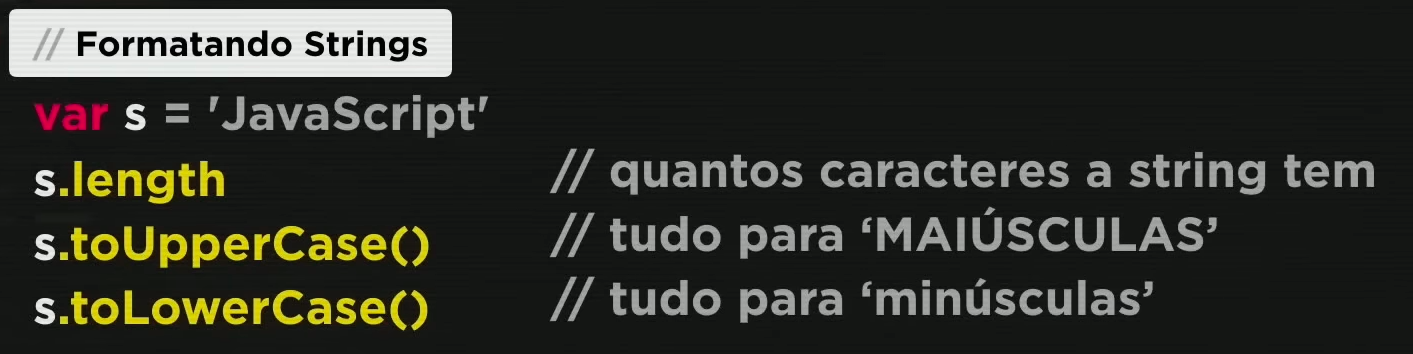 // Formatando Strings
var s = 'JavaScript'
s.length // quantos caracteres a string tem
s.toUpperCase() // tudo para ‘MAIÚSCULAS’
s.toLowerCase() // tudo para ‘minúsculas’